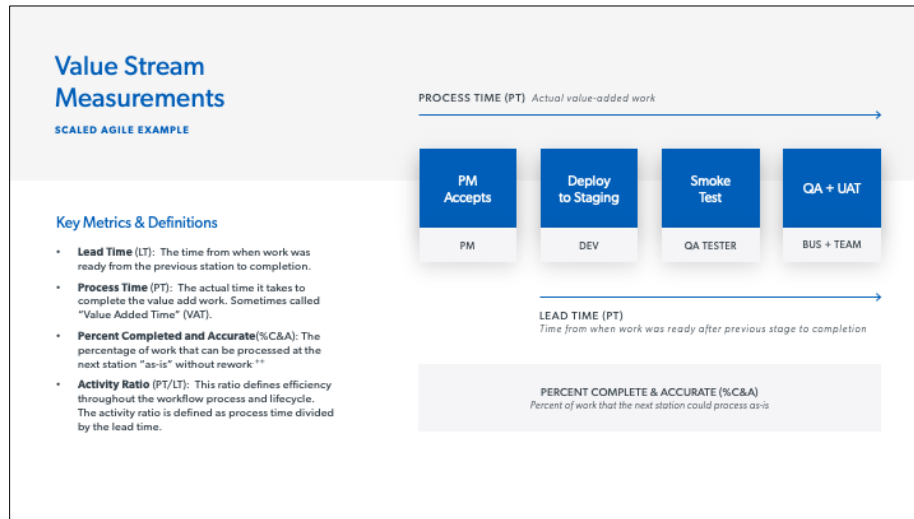 Value Stream
Measurements
SCALED AGILE EXAMPLE
Key Metrics & Definitions
• Lead Time (LT): The time from when work was
ready from the previous station to completion.
• Process Time (PT): The actual time it takes to
complete the value add work. Sometimes called
“Value Added Time” (VAT).
• Percent Completed and Accurate(%C&A): The
percentage of work that can be processed at the
next station “as-is” without rework **
• Activity Ratio (PT/LT): This ratio defines efficiency
throughout the workflow process and lifecycle.
The activity ratio is defined as process time divided
by the lead time.
PROCESS TIME (PT) Actual value-added work
PM
Accepts
PM
Deploy
to Staging
DEV
Smoke
Test
QA TESTER
QA + UAT
BUS + TEAM
LEAD TIME (PT)
Time from when work was ready after previous stage to completion
PERCENT COMPLETE & ACCURATE (%C&A)
Percent of work that the next station could process as-is